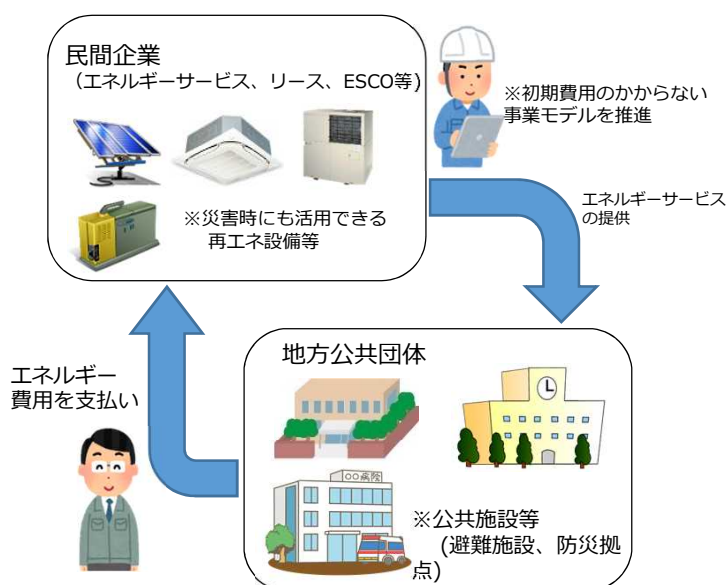 民間企業
（エネルギーサービス、リース、ESCO等)
※初期費用のかからない
事業モデルを推進
※災害時にも活用できる
再エネ設備等
エネルギーサービス
の提供
地方公共団体
エネルギー
費用を支払い
○○病院
※公共施設等
(避難施設、防災拠
点)